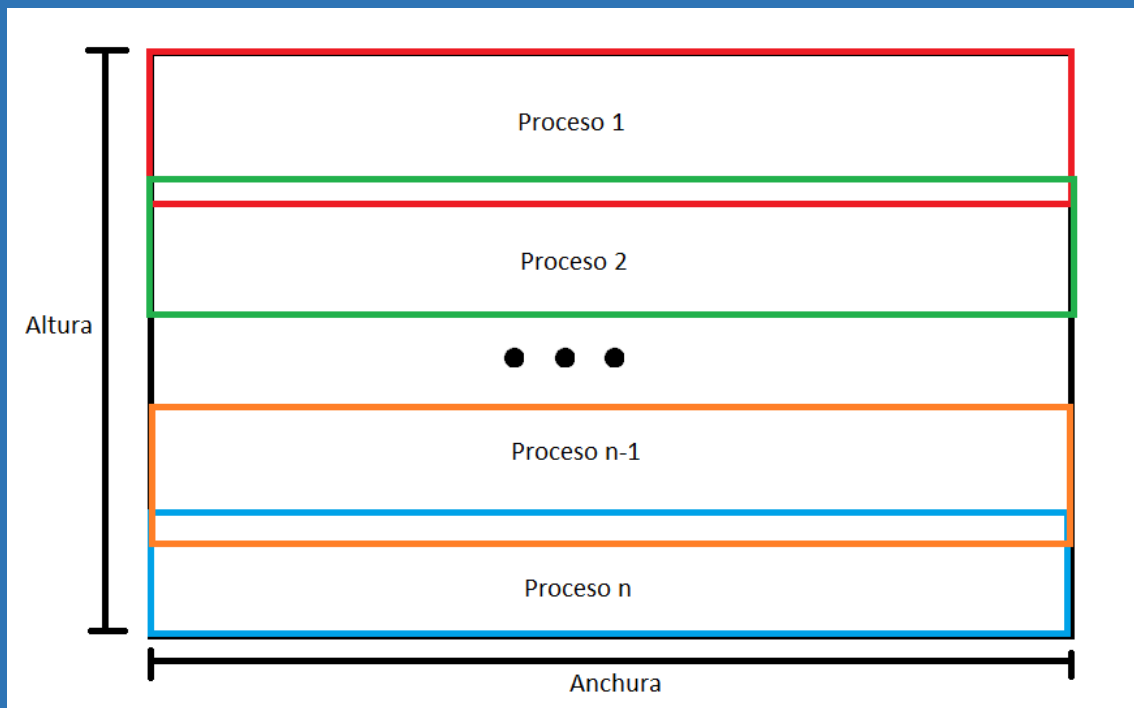 Proceso 1
Proceso 2
Altura
Proceso n-1
Proceso n
Anchura